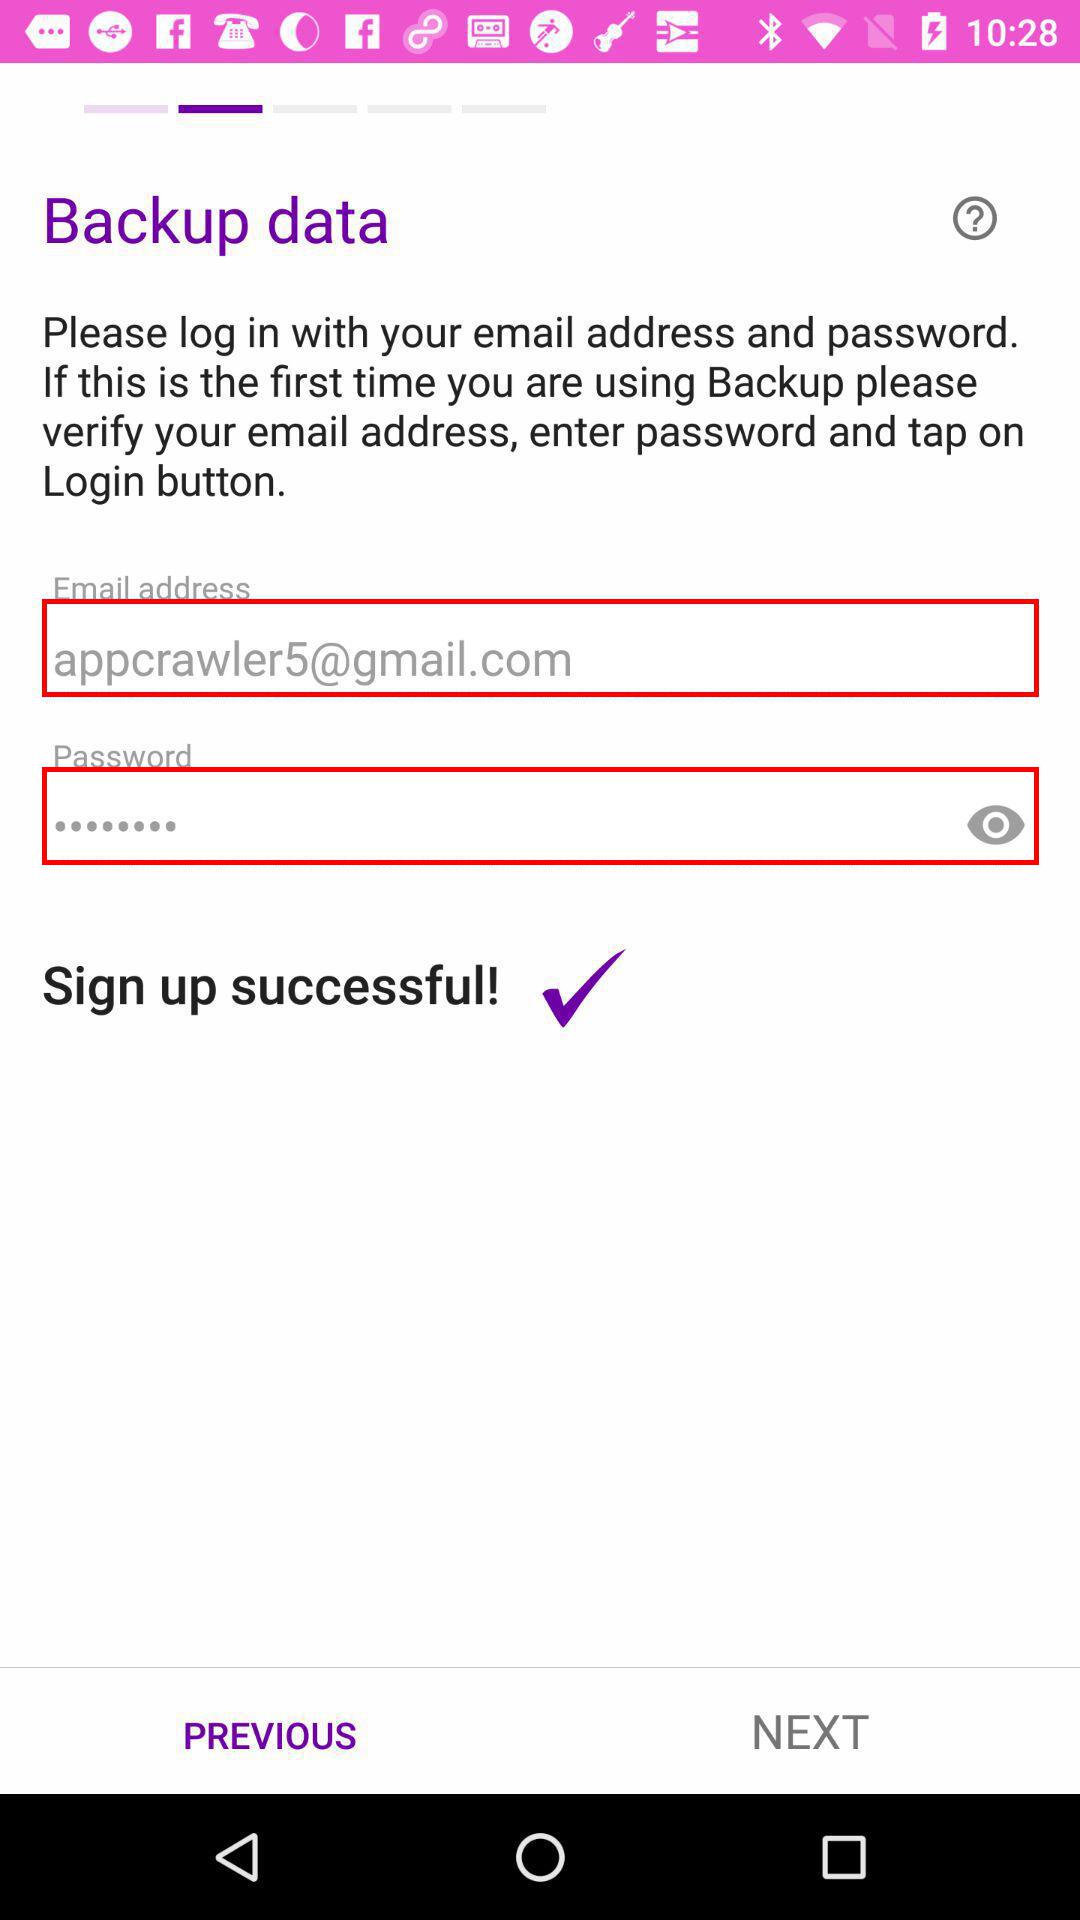 10:28
Backup data
Please log in with your email address and password.
If this is the first time you are using Backup please
verify your email address, enter password and tap on
Login button.
Email address
appcrawler5@gmail.com
Password
••••••••
Sign up successful!
PREVIOUS
NEXT